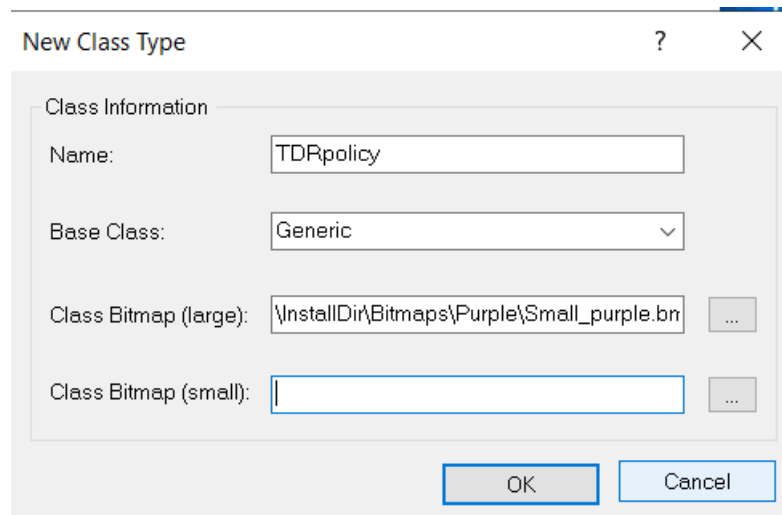 New Class Type ? ×
Class Information
Name: TDRpolicy
Base Class: Generic
Class Bitmap (large): \InstallDir\Bitmaps\Purple\Small_purple.bm ...
Class Bitmap (small): ...
OK Cancel